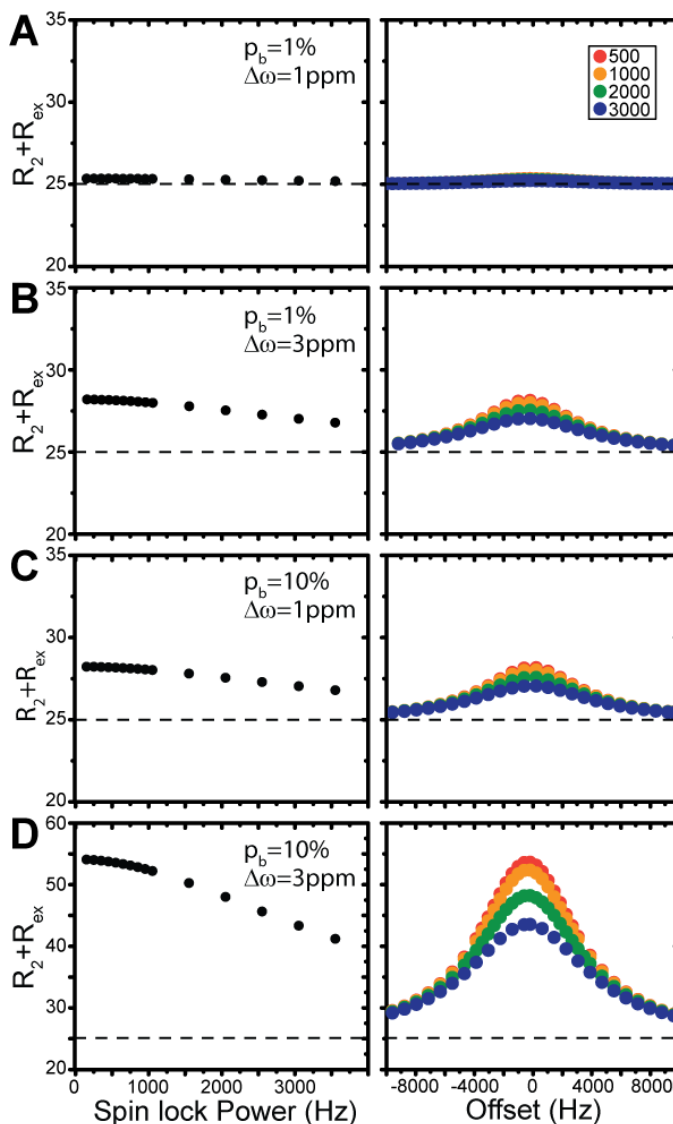 A
35
30
25
20
R2+Rex
pb=1%
Δω=1ppm
500
1000
2000
3000
B
35
30
25
20
R2+Rex
pb=1%
Δω=3ppm
C
35
30
25
20
R2+Rex
pb=10%
Δω=1ppm
D
60
50
40
30
20
R2+Rex
pb=10%
Δω=3ppm
0 1000 2000 3000
-8000 -4000 0 4000 8000
Spin lock Power (Hz)
Offset (Hz)